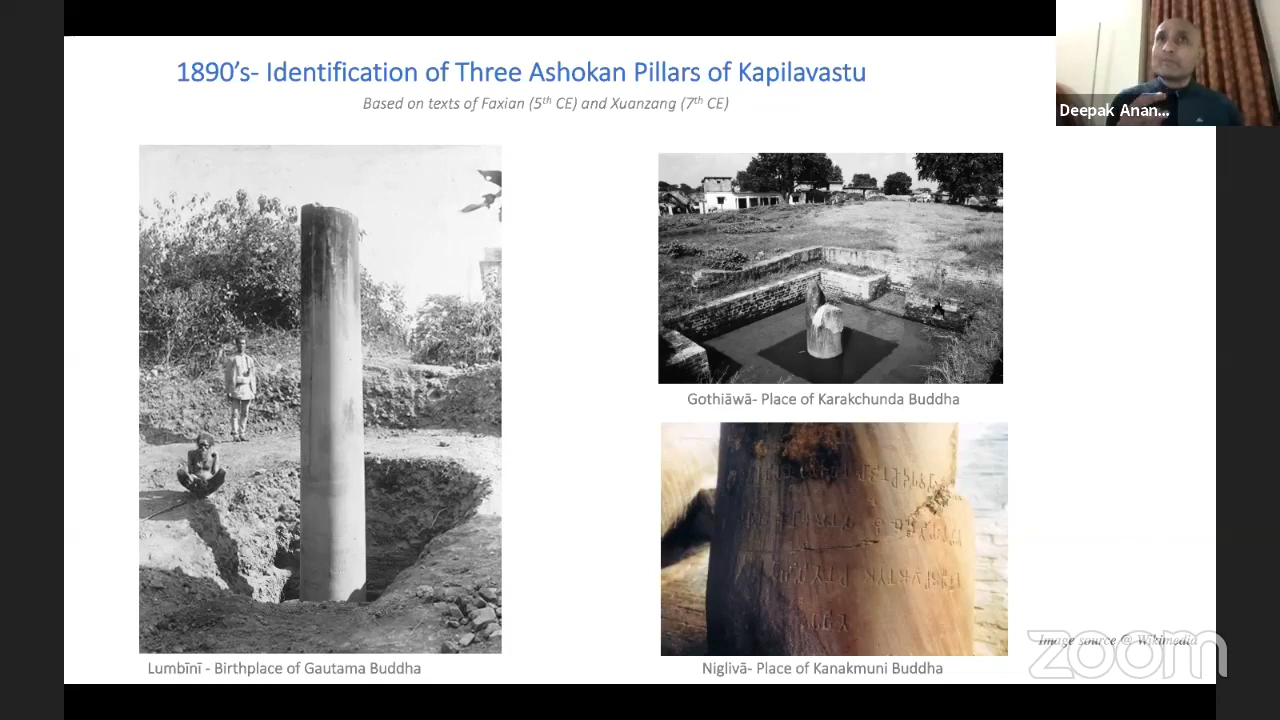 1890's- Identification of Three Ashokan Pillars of Kapilavastu
Based on texts of Faxian (5th CE) and Xuanzang (7th CE)
Deepak Anan...
Gothiāwā- Place of Karakchunda Buddha
Lumbīnī - Birthplace of Gautama Buddha
Niglivā- Place of Kanakmuni Buddha
Image source @ Wikimedia
zoom